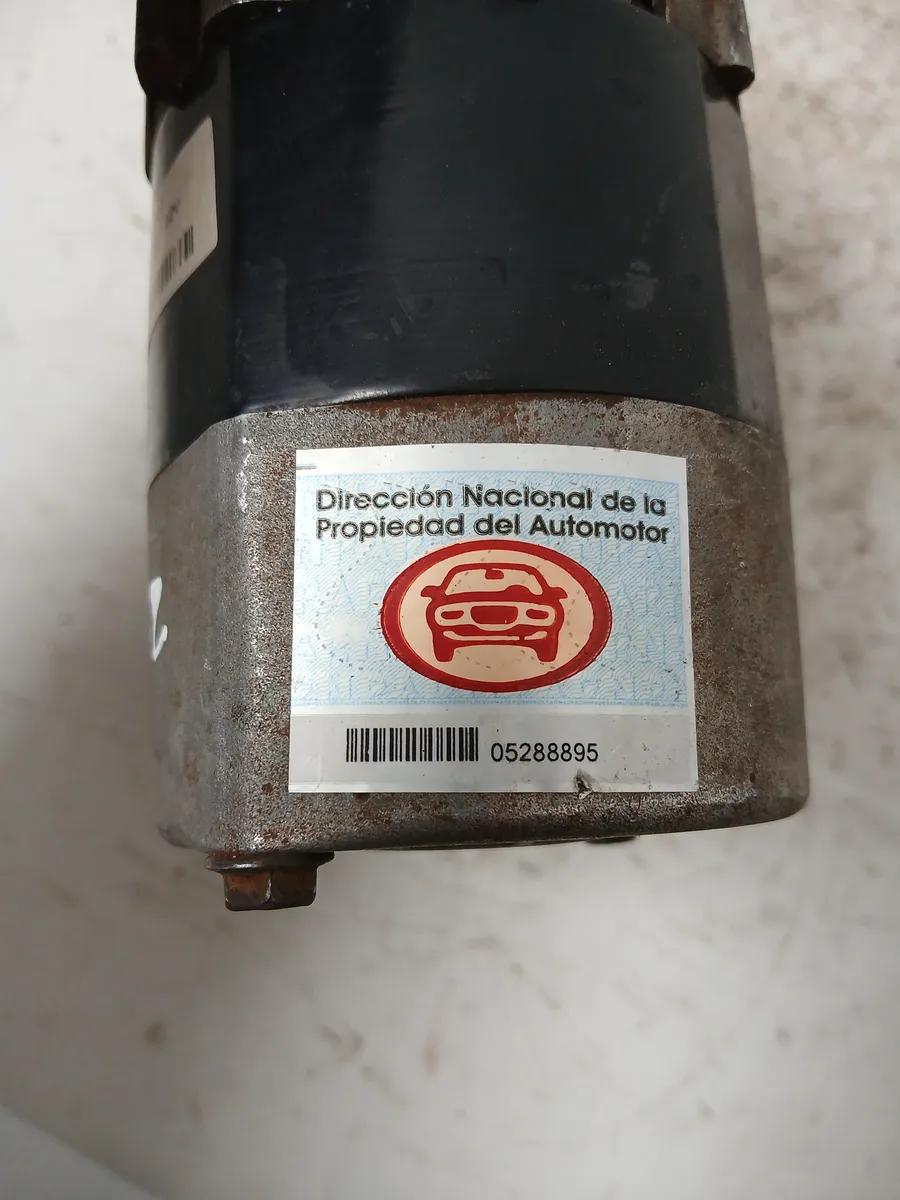 Dirección Nacional de la
Propiedad del Automotor
05288895